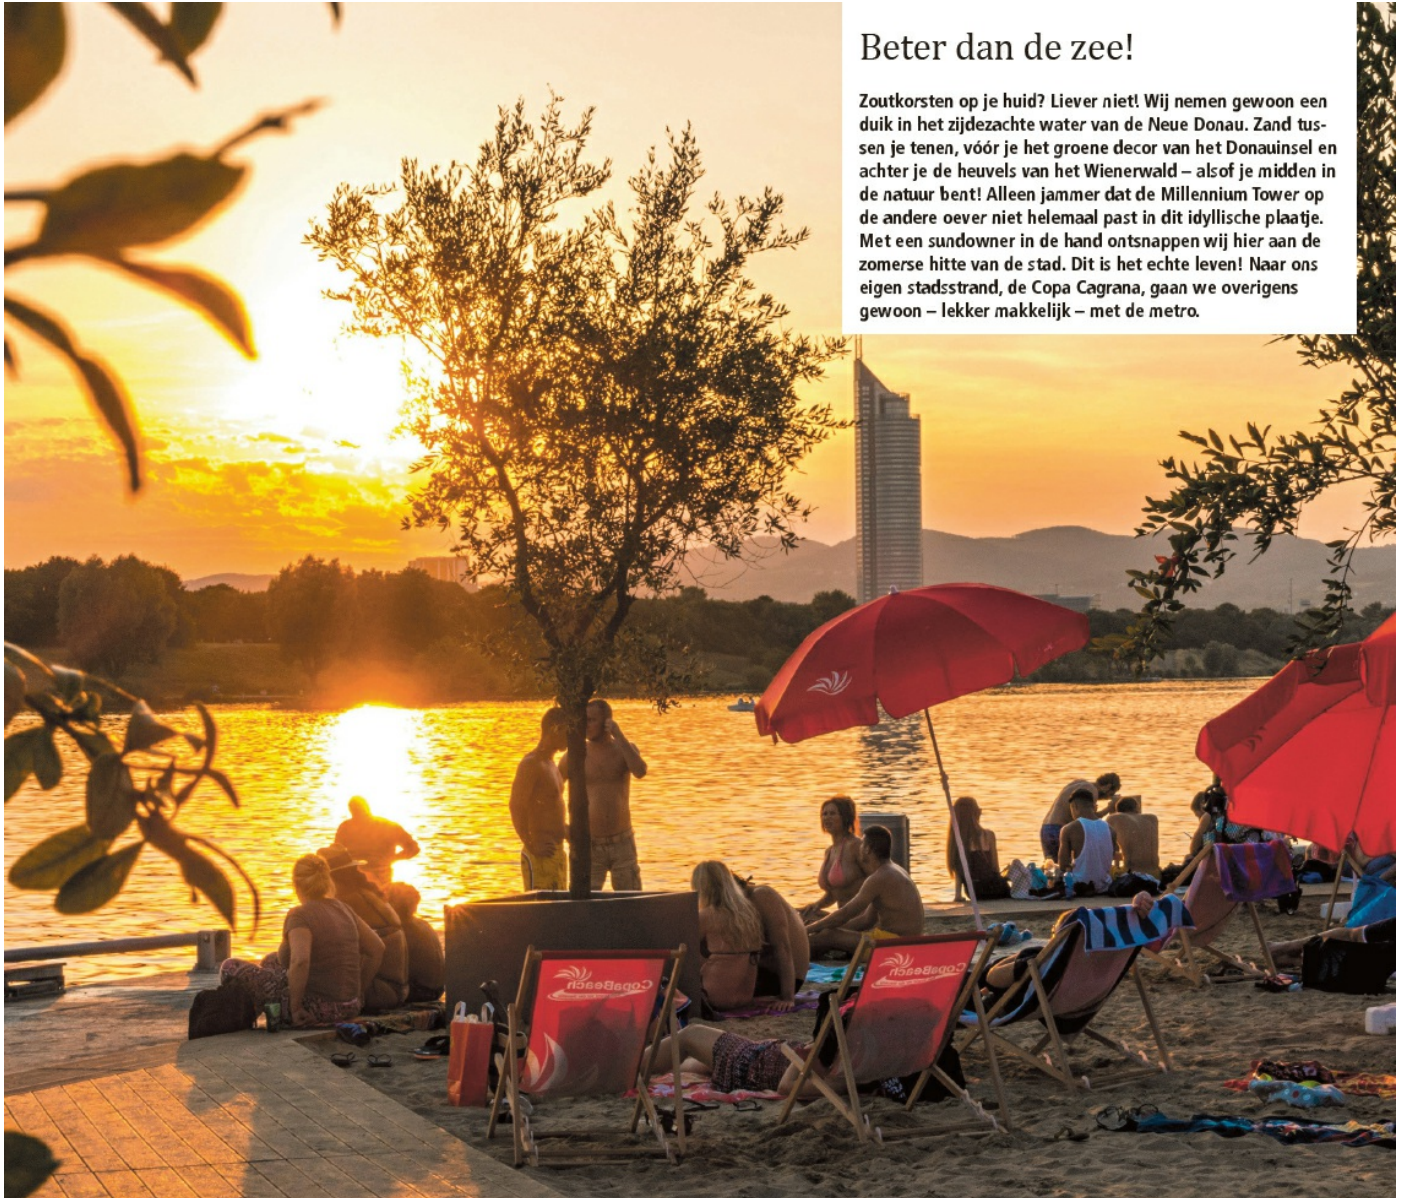 Beter dan de zee!
Zoutkorsten op je huid? Liever niet! Wij nemen gewoon een
duik in het zijdezachte water van de Neue Donau. Zand tus-
sen je tenen, vóór je het groene decor van het Donauinsel en
achter je de heuvels van het Wienerwald – alsof je midden in
de natuur bent! Alleen jammer dat de Millennium Tower op
de andere oever niet helemaal past in dit idyllische plaatje.
Met een sundowner in de hand ontsnappen wij hier aan de
zomerse hitte van de stad. Dit is het echte leven! Naar ons
eigen stadsstrand, de Copa Cagrana, gaan we overigens
gewoon – lekker makkelijk – met de metro.
CopaBeach
CopaBeach